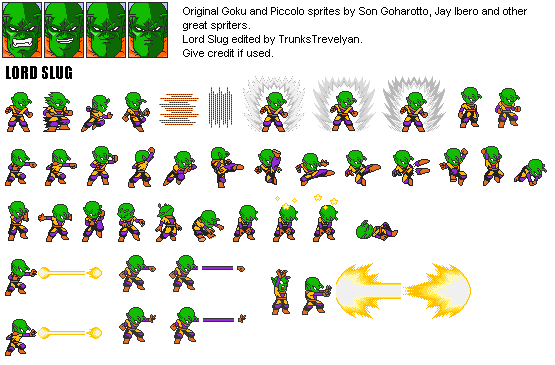 Original Goku and Piccolo sprites by Son Goharotto, Jay Ibero and other
great spriters.
Lord Slug edited by TrunksTrevelyan.
Give credit if used.
LORD SLUG